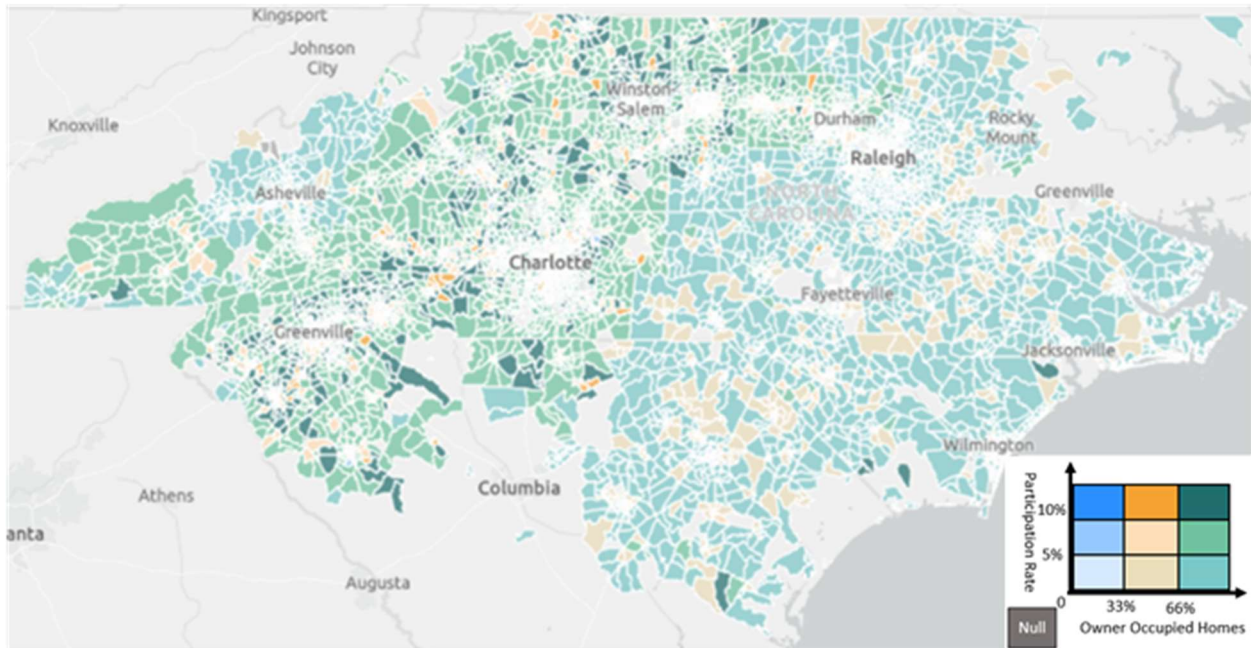 Kingsport
Johnson
City
Knoxville
Asheville
Winston
Salem
Durham
Raleigh
Rocky
Mount
NORTH
CAROLINA
Greenville
Charlotte
Fayetteville
Greenville
Jacksonville
Wilmington
Columbia
Athens
anta
Augusta
Participation Rate
10%
5%
0
33%
66%
Null
Owner Occupied Homes